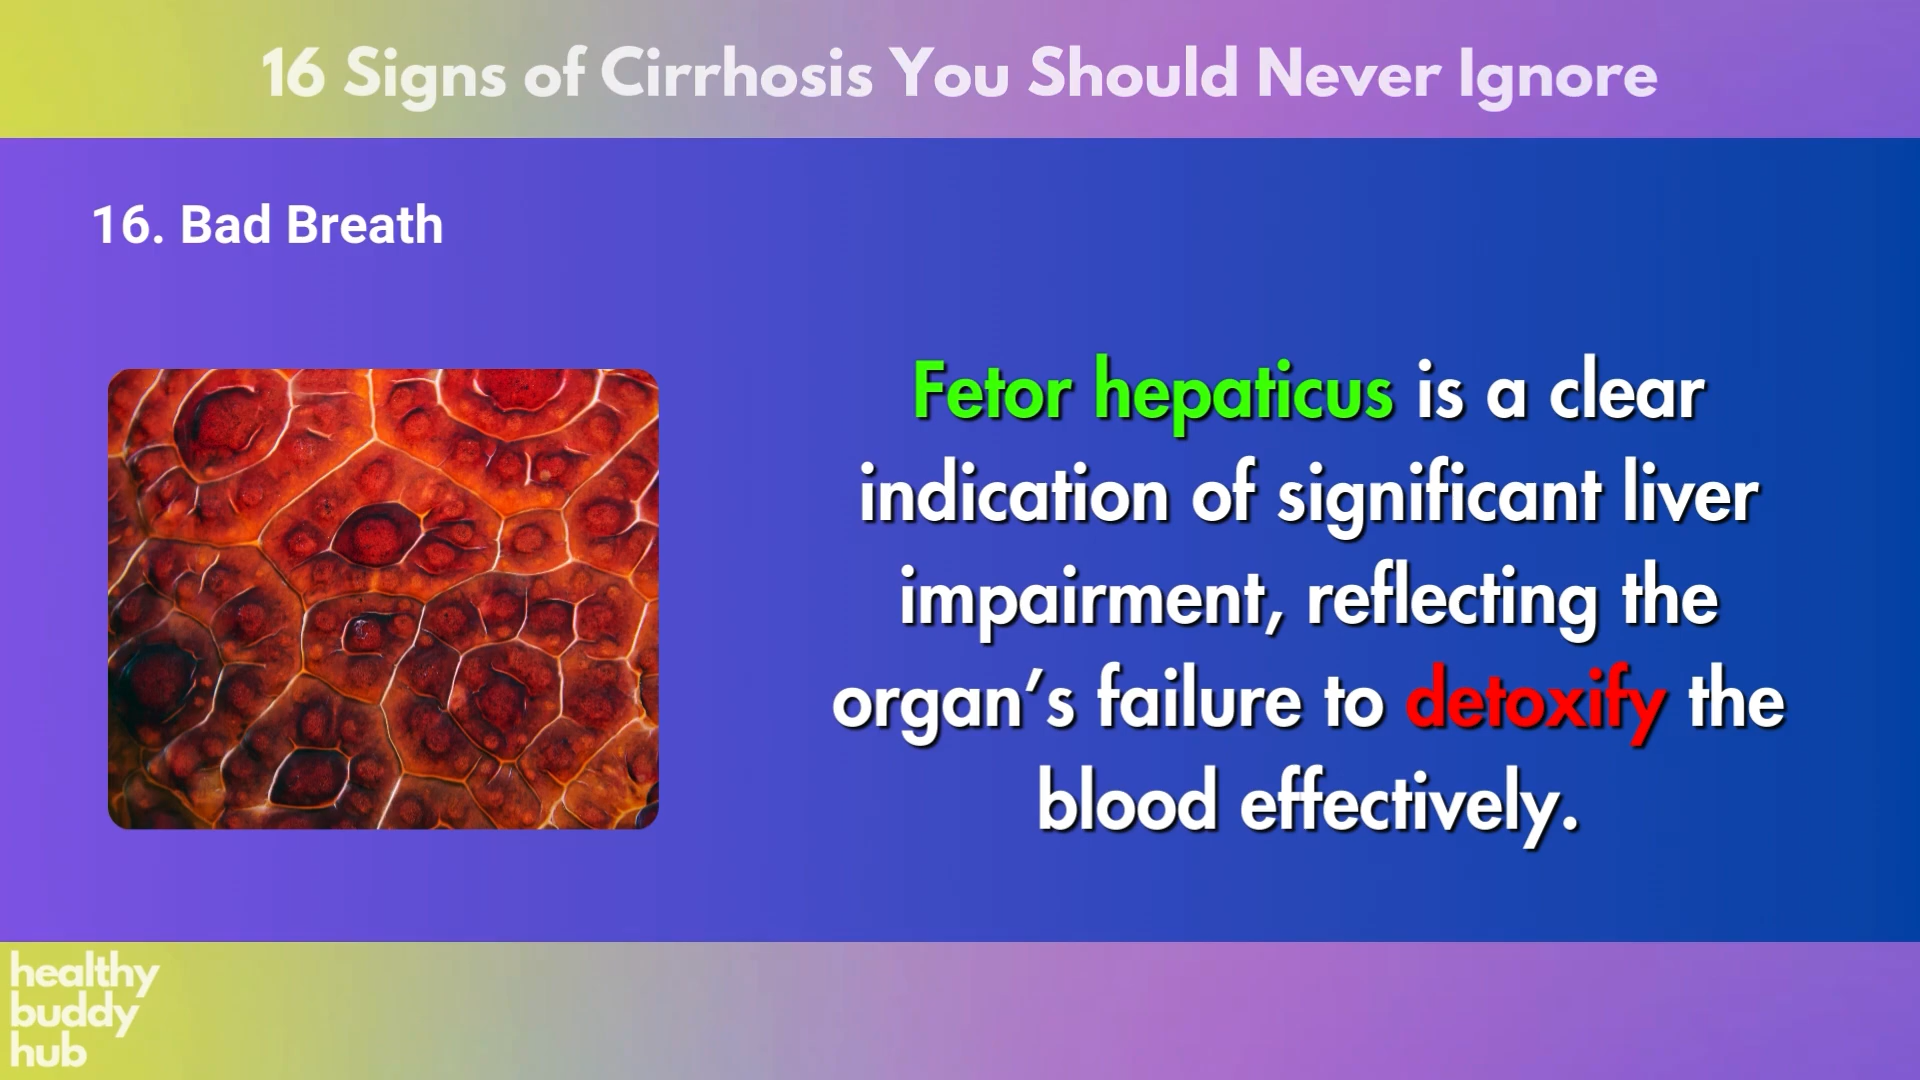 16 Signs of Cirrhosis You Should Never Ignore
16. Bad Breath
Fetor hepaticus is a clear
indication of significant liver
impairment, reflecting the
organ’s failure to detoxify the
blood effectively.
healthy
buddy
hub